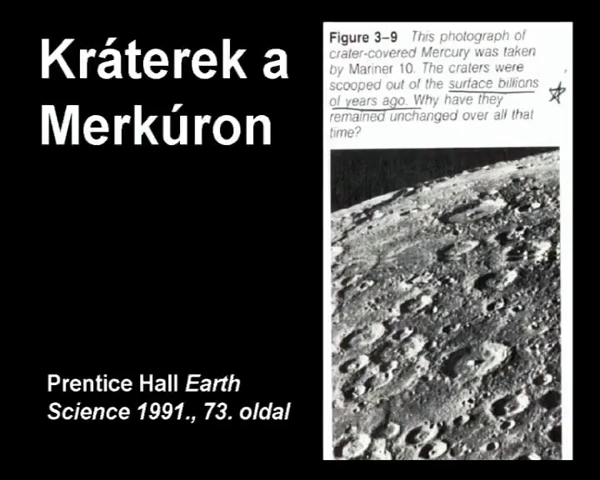 Kráterek a
Merkúron
Figure 3–9 This photograph of
crater-covered Mercury was taken
by Mariner 10. The craters were
scooped out of the surface billions
of years ago. Why have they
remained unchanged over all that
time?
Prentice Hall Earth
Science 1991., 73. oldal